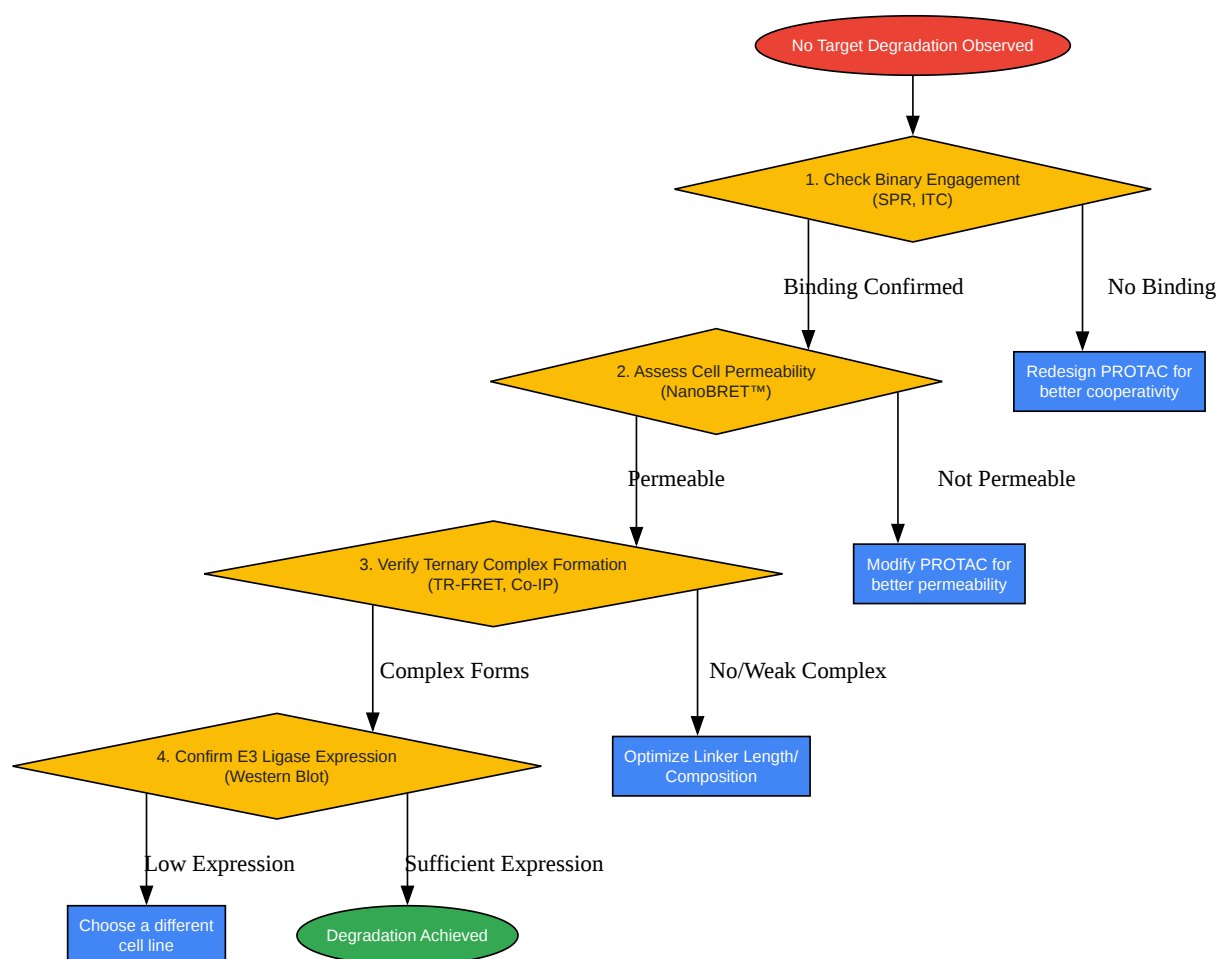 No Target Degradation Observed
1. Check Binary Engagement
(SPR, ITC)
Binding Confirmed
No Binding
2. Assess Cell Permeability
(NanoBRET™)
Redesign PROTAC for
better cooperativity
Permeable
Not Permeable
3. Verify Ternary Complex Formation
(TR-FRET, Co-IP)
Modify PROTAC for
better permeability
Complex Forms
No/Weak Complex
4. Confirm E3 Ligase Expression
(Western Blot)
Optimize Linker Length/
Composition
Low Expression
Sufficient Expression
Choose a different
cell line
Degradation Achieved